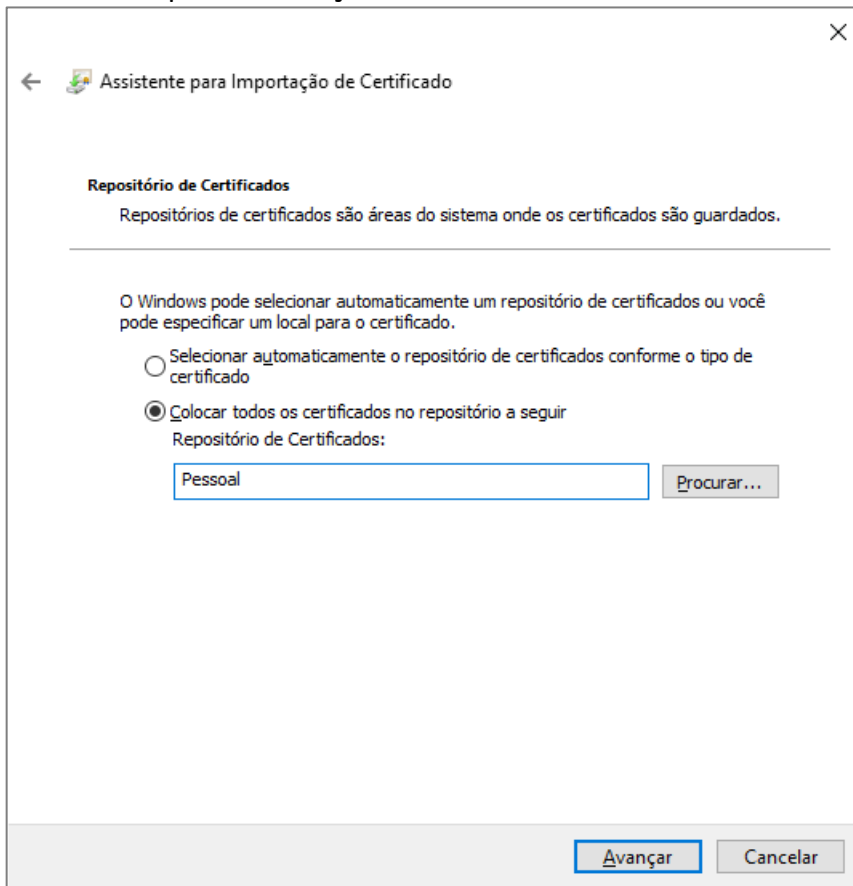 Assistente para Importação de Certificado
Repositório de Certificados
Repositórios de certificados são áreas do sistema onde os certificados são guardados.
O Windows pode selecionar automaticamente um repositório de certificados ou você
pode especificar um local para o certificado.
Selecionar automaticamente o repositório de certificados conforme o tipo de
certificado
Colocar todos os certificados no repositório a seguir
Repositório de Certificados:
Pessoal
Procurar...
Avançar
Cancelar